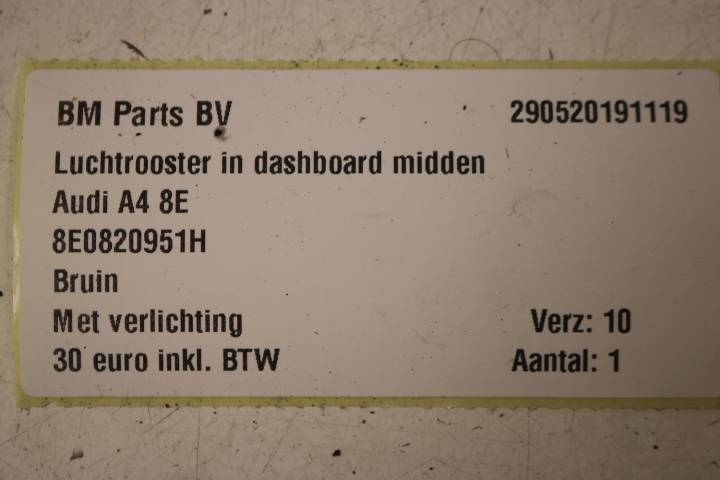 BM Parts BV 290520191119
Luchtrooster in dashboard midden
Audi A4 8E
8E0820951H
Bruin
Met verlichting Verz: 10
30 euro inkl. BTW Aantal: 1